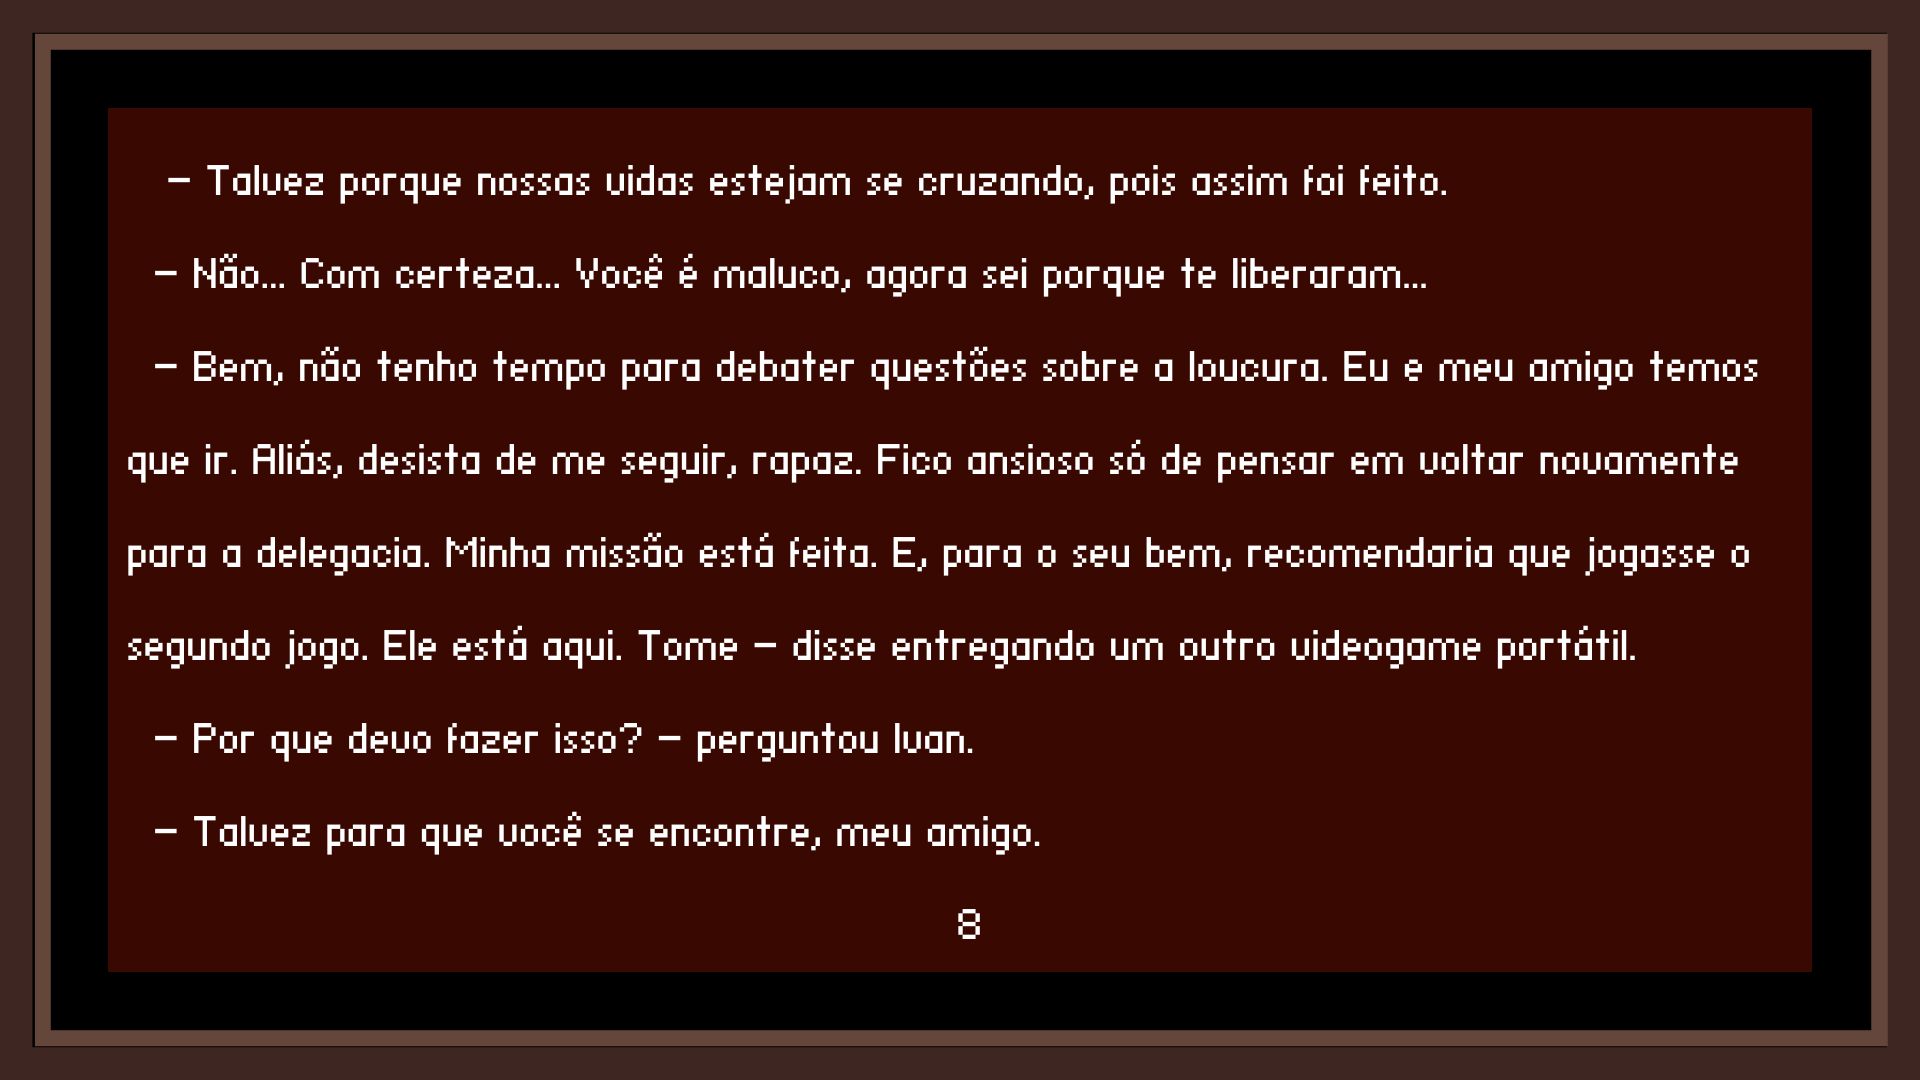 – Talvez porque nossas vidas estejam se cruzando, pois assim foi feito.
– Não... Com certeza... Você é maluco, agora sei porque te liberaram...
– Bem, não tenho tempo para debater questões sobre a loucura. Eu e meu amigo temos
que ir. Aliás, desista de me seguir, rapaz. Fico ansioso só de pensar em voltar novamente
para a delegacia. Minha missão está feita. E, para o seu bem, recomendaria que jogasse o
segundo jogo. Ele está aqui. Tome – disse entregando um outro videogame portátil.
– Por que devo fazer isso? – perguntou Ivan.
– Talvez para que você se encontre, meu amigo.
8